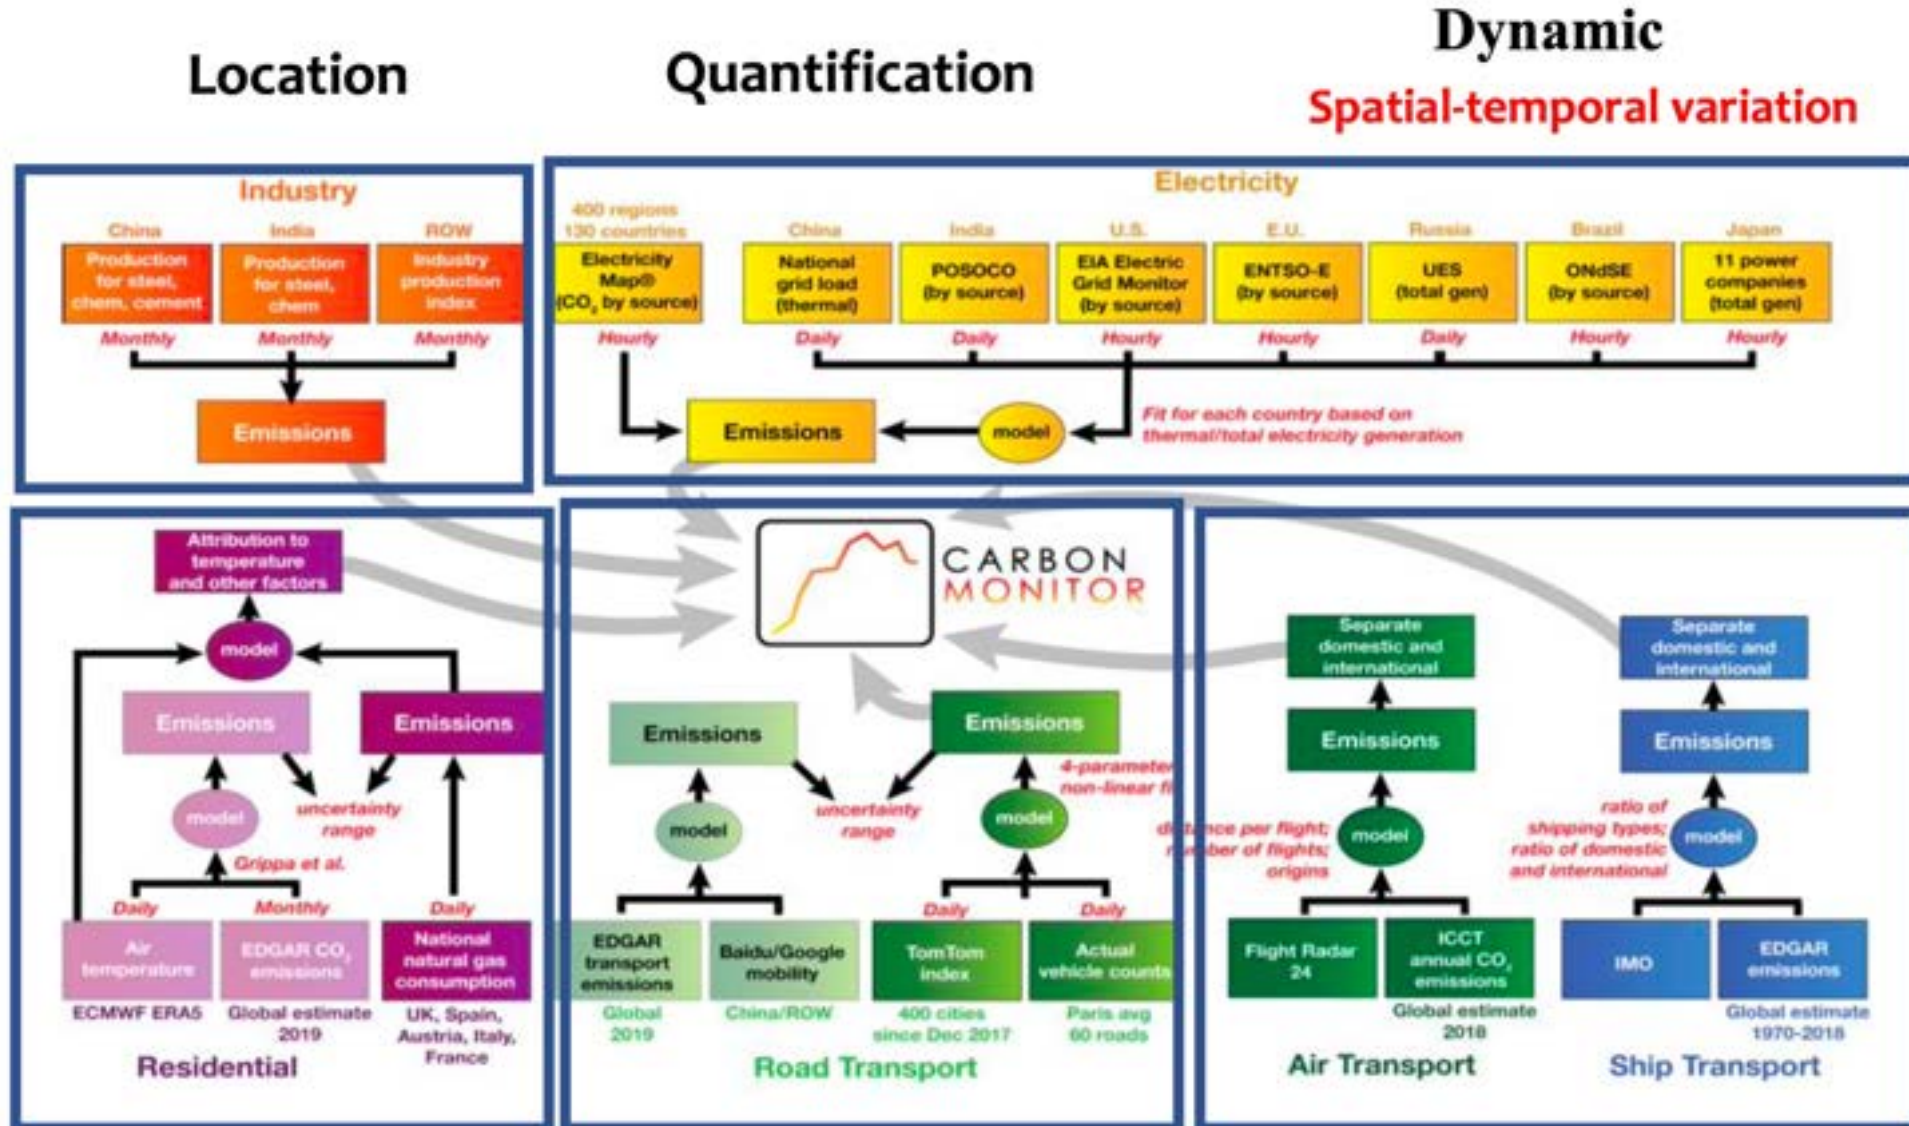 Location
Quantification
Dynamic
Spatial-temporal variation
Industry
China
Production
for steel,
chem, cement
Monthly
India
Production
for steel,
chem
Monthly
ROW
Industry
production
index
Monthly
Emissions
Electricity
400 regions
130 countries
Electricity
Map®
(CO₂ by source)
Hourly
China
National
grid load
(thermal)
Daily
India
POSOCO
(by source)
Daily
U.S.
EIA Electric
Grid Monitor
(by source)
Hourly
E.U.
ENTSO-E
(by source)
Hourly
Russia
UES
(total gen)
Daily
Brazil
ONdSE
(by source)
Hourly
Japan
11 power
companies
(total gen)
Hourly
Emissions
model
Fit for each country based on
thermal/total electricity generation
Attribution to
temperature
and other factors
model
Emissions
Emissions
model
uncertainty
range
Grippa et al.
Daily
Air
temperature
ECMWF ERA5
Monthly
EDGAR CO₂
emissions
Global estimate
2019
Daily
National
natural gas
consumption
UK, Spain,
Austria, Italy,
France
Residential
CARBON
MONITOR
Emissions
Emissions
model
uncertainty
range
model
4-parameter
non-linear
EDGAR
transport
emissions
Global
2019
Baidu/Google
mobility
China/ROW
Daily
TomTom
index
400 cities
since Dec 2017
Daily
Actual
vehicle counts
Paris avg
60 roads
Road Transport
Separate
domestic and
international
Emissions
model
per flight;
of flights;
origins
Flight Radar
24
ICCT
annual CO₂
emissions
Global estimate
2018
Air Transport
Separate
domestic and
international
Emissions
model
ratio of
shipping types;
ratio of domestic
and international
IMO
EDGAR
emissions
Global estimate
1970-2018
Ship Transport